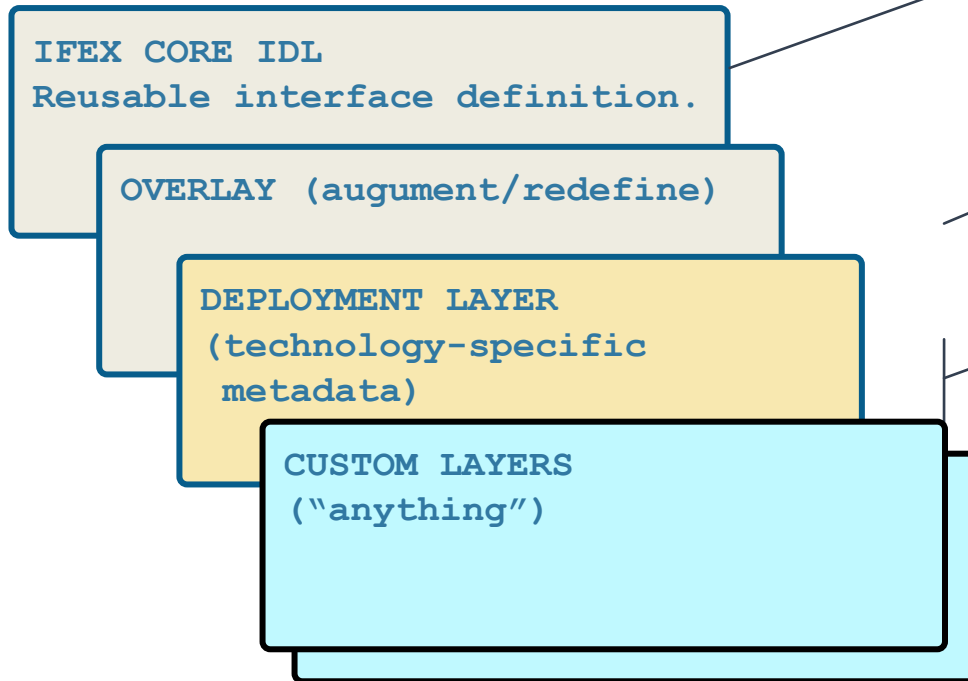 IFEX CORE IDL
Reusable interface definition.
OVERLAY (augument/redefine)
DEPLOYMENT LAYER
(technology-specific
metadata)
CUSTOM LAYERS
(“anything”)